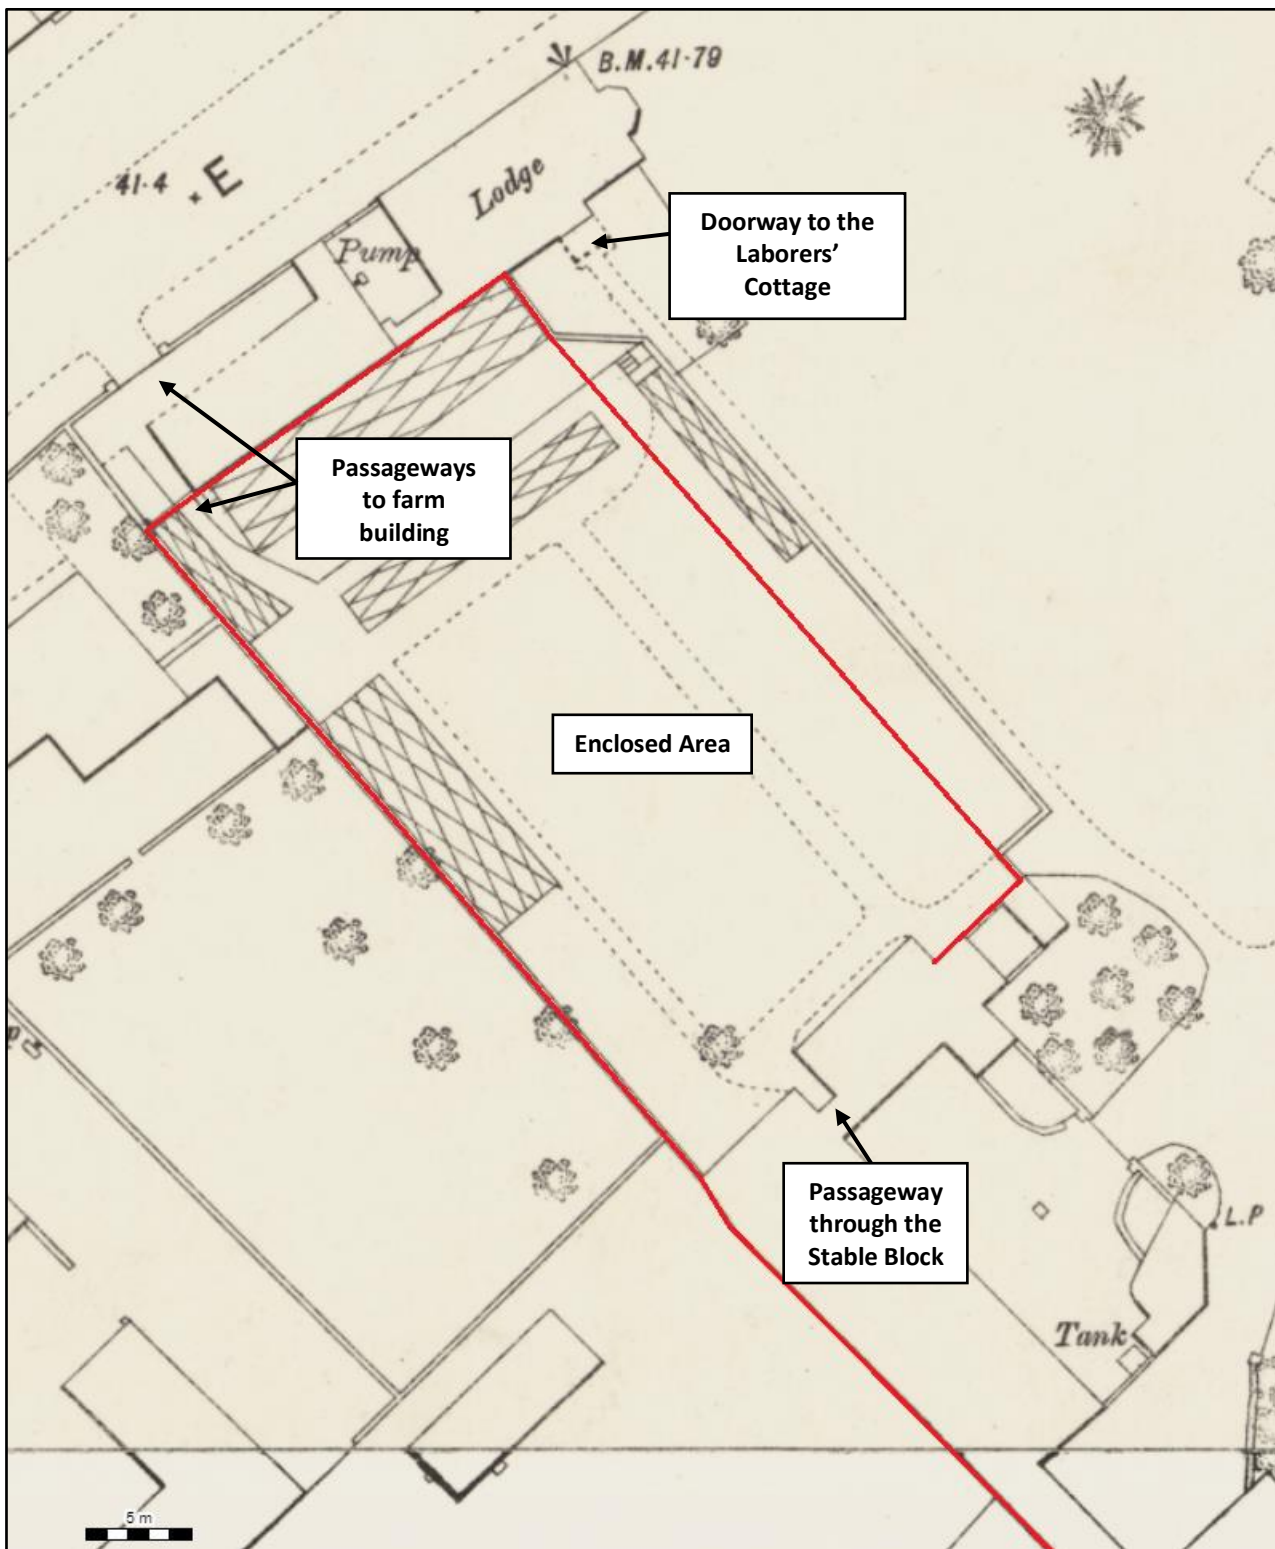 B.M.41·79
41·4
E
Lodge
Pump
Doorway to the
Laborers’
Cottage
Passageways
to farm
building
Enclosed Area
Passageway
through the
Stable Block
L.P
Tank
5 m